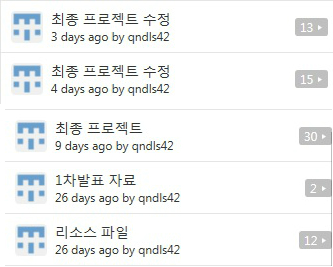 최종 프로젝트 수정
13
3 days ago by qndls42
최종 프로젝트 수정
15
4 days ago by qndls42
최종 프로젝트
30
9 days ago by qndls42
1차발표 자료
2
26 days ago by qndls42
리소스 파일
12
26 days ago by qndls42